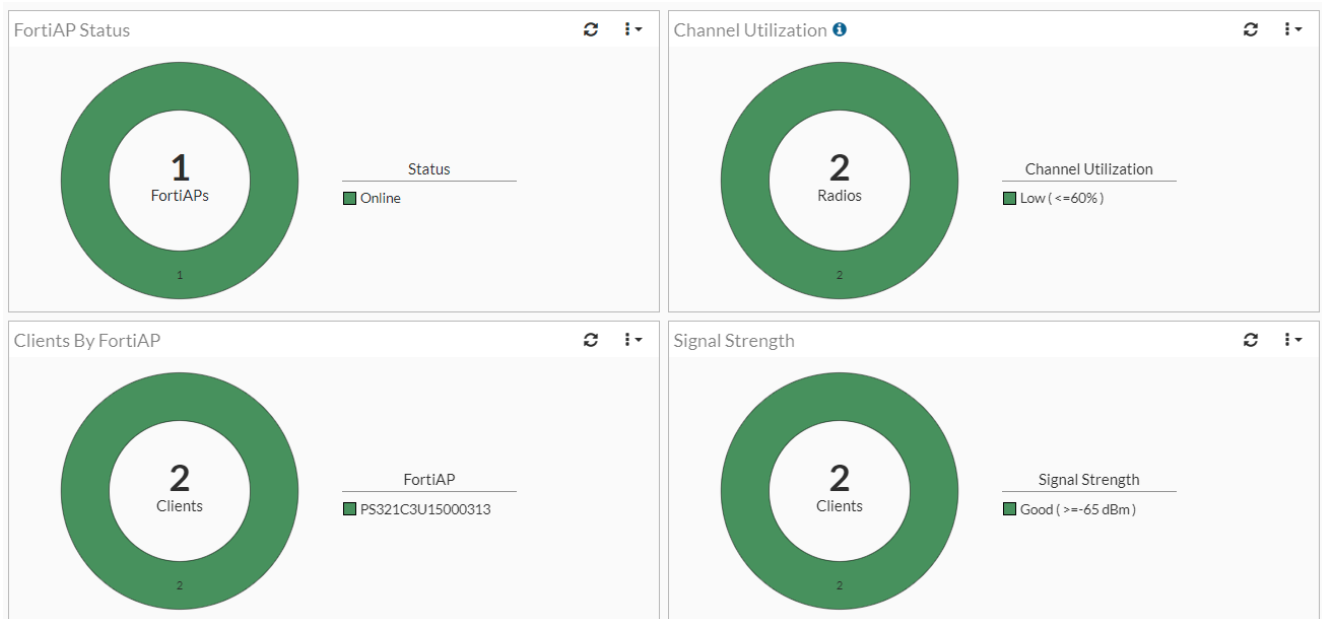 FortiAP Status
1
FortiAPs
1
Status
Online
Channel Utilization
2
Radios
2
Channel Utilization
Low ( <=60% )
Clients By FortiAP
2
Clients
2
FortiAP
PS321C3U15000313
Signal Strength
2
Clients
2
Signal Strength
Good ( >=-65 dBm )